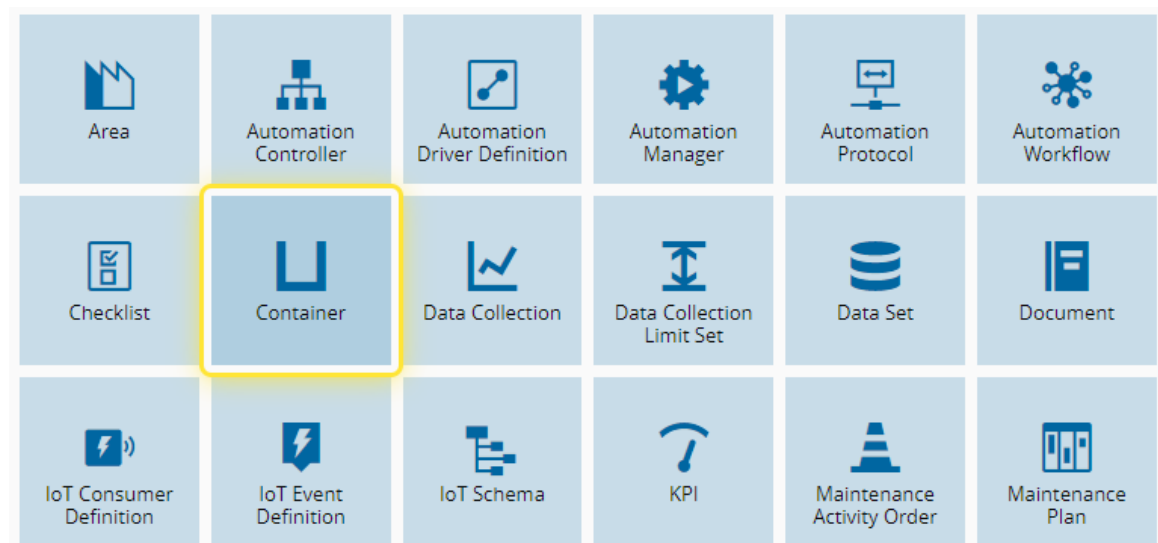 Area
Automation
Controller
Automation
Driver Definition
Automation
Manager
Automation
Protocol
Automation
Workflow
Checklist
Container
Data Collection
Data Collection
Limit Set
Data Set
Document
IoT Consumer
Definition
IoT Event
Definition
IoT Schema
KPI
Maintenance
Activity Order
Maintenance
Plan